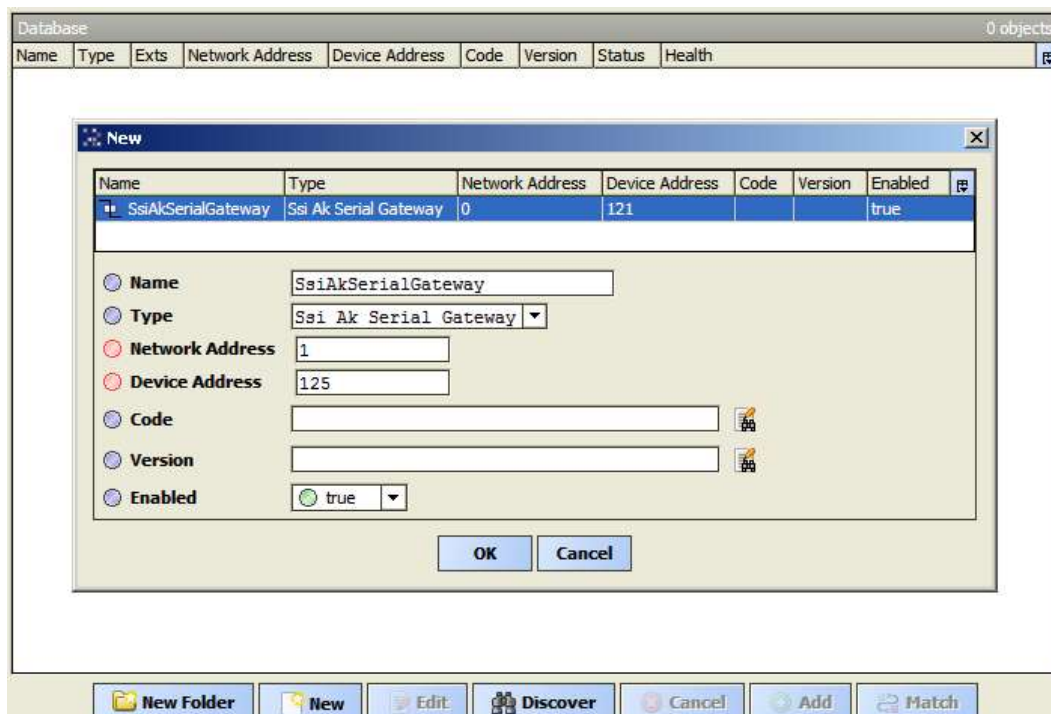 Database 0 objects
Name Type Exts Network Address Device Address Code Version Status Health
New
Name Type Network Address Device Address Code Version Enabled
SsiAkSerialGateway Ssi Ak Serial Gateway 0 121 true
Name SsiAkSerialGateway
Type Ssi Ak Serial Gateway
Network Address 1
Device Address 125
Code
Version
Enabled true
OK Cancel
New Folder New Edit Discover Cancel Add Match